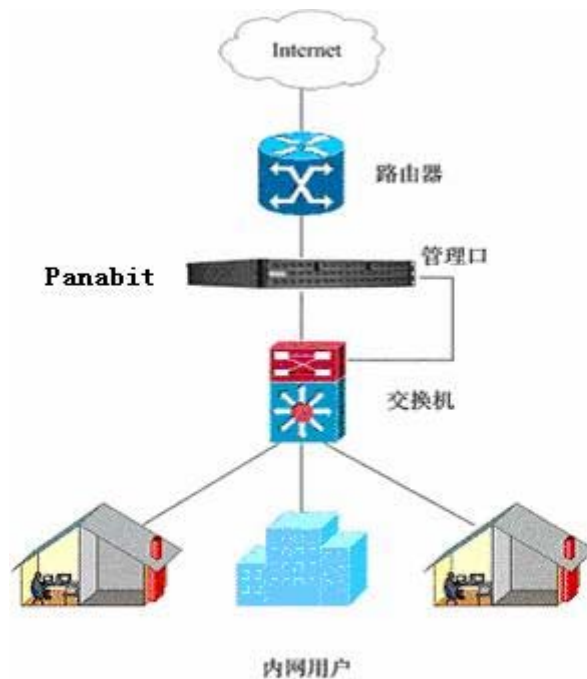 Internet
路由器
管理口
Panabit
交换机
内网用户